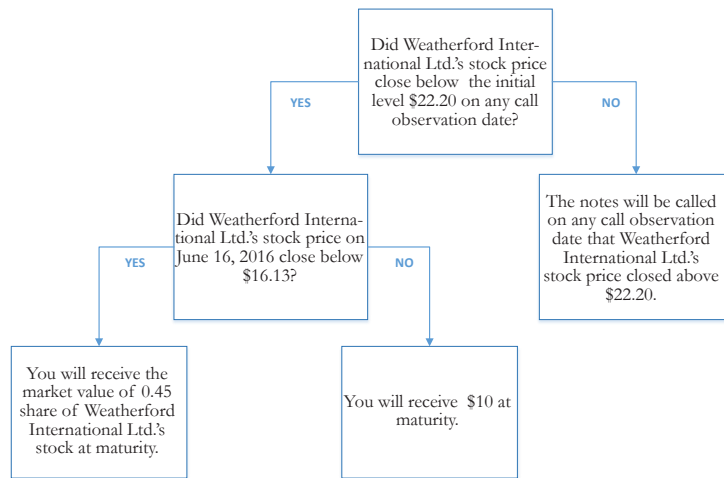 Did Weatherford Inter-
national Ltd.'s stock price
close below the initial
level $22.20 on any call
observation date?
YES
NO
Did Weatherford Interna-
tional Ltd.'s stock price on
June 16, 2016 close below
$16.13?
The notes will be called
on any call observation
date that Weatherford
International Ltd.'s
stock price closed above
$22.20.
YES
NO
You will receive the
market value of 0.45
share of Weatherford
International Ltd.'s
stock at maturity.
You will receive $10 at
maturity.